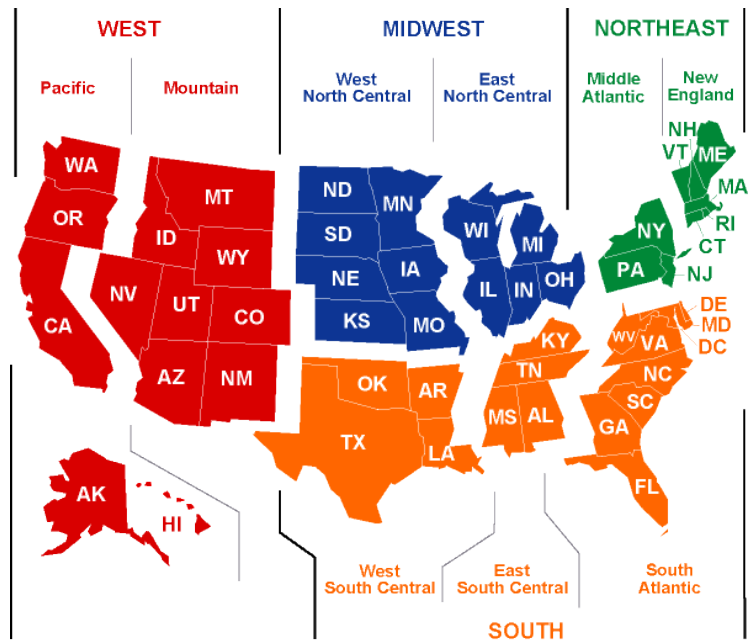 WEST
MIDWEST
NORTHEAST
Pacific
Mountain
West
North Central
East
North Central
Middle
Atlantic
New
England
WA
OR
CA
NV
ID
MT
WY
UT
CO
AZ
NM
AK
HI
ND
SD
NE
KS
MN
IA
MO
WI
MI
IL
IN
OH
NH
VT
ME
MA
RI
CT
NY
PA
NJ
OK
TX
AR
LA
KY
TN
MS
AL
DE
MD
DC
WV
VA
NC
SC
GA
FL
West
South Central
East
South Central
South
Atlantic
SOUTH